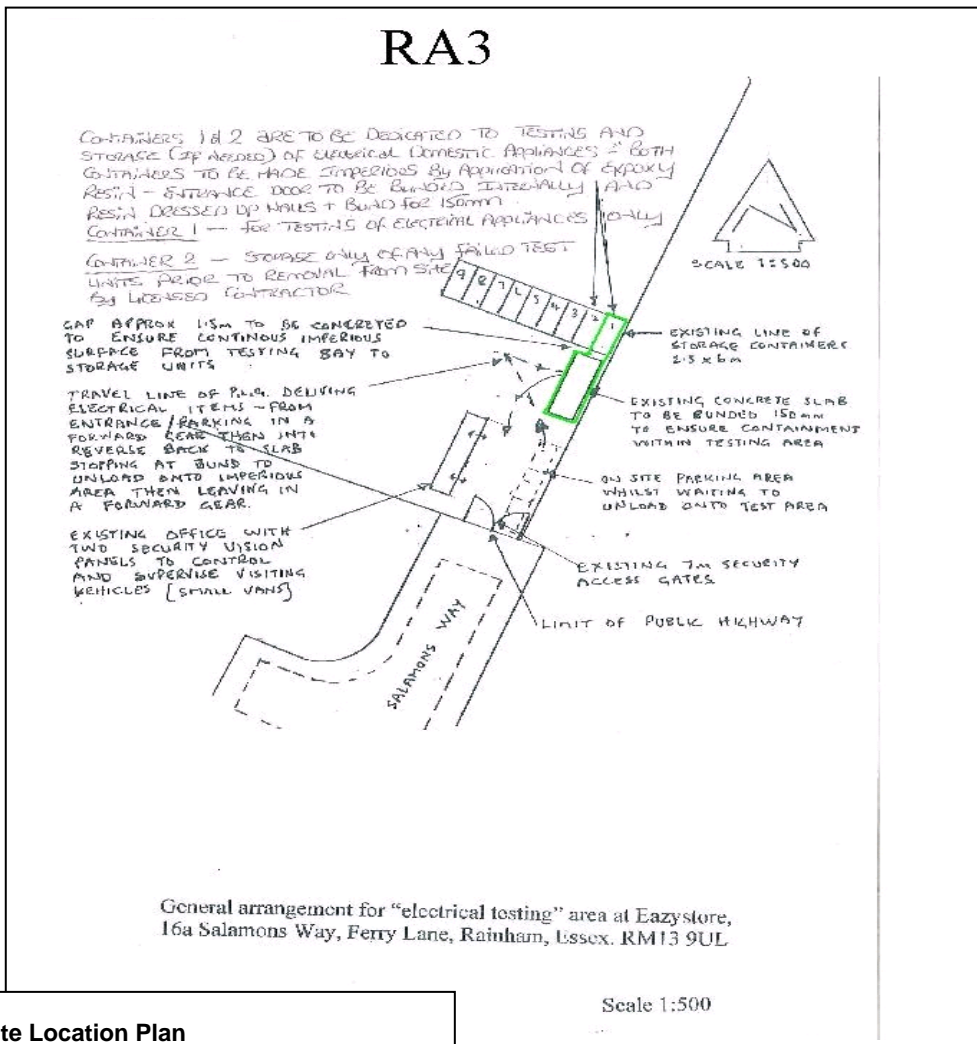 RA3
CONTAINERS 1 & 2 ARE TO BE DEDICATED TO TESTING AND
STORAGE (IF NEEDED) OF ELECTRICAL DOMESTIC APPLIANCES - BOTH
CONTAINERS TO BE MADE IMPERIOUS BY APPLICATION OF EXPOXY
RESIN - ENTRANCE DOOR TO BE BUNDED INTERNALLY AND
RESIN DRESSED UP WALLS + BUND FOR 150mm
CONTAINER 1 - FOR TESTING OF ELECTRICAL APPLIANCES ONLY
CONTAINER 2 - STORAGE ONLY OF ANY FAILED TEST
UNITS PRIOR TO REMOVAL FROM SITE
BY LICENSED CONTRACTOR
SCALE 1:500
9 8 7 6 5 4 3 2 1
GAP APPROX 1.5m TO BE CONCRETED
TO ENSURE CONTINOUS IMPERIOUS
SURFACE FROM TESTING BAY TO
STORAGE UNITS
EXISTING LINE OF
STORAGE CONTAINERS
2.5 x 6m
TRAVEL LINE OF P.L.G. DELIVING
ELECTRICAL ITEMS - FROM
ENTRANCE/PARKING IN A
FORWARD GEAR THEN INTO
REVERSE BACK TO SLAB
STOPPING AT BUND TO
UNLOAD ONTO IMPERIOUS
AREA THEN LEAVING IN
A FORWARD GEAR.
EXISTING CONCRETE SLAB
TO BE BUNDED 150mm
TO ENSURE CONTAINMENT
WITHIN TESTING AREA
ON SITE PARKING AREA
WHILST WAITING TO
UNLOAD ONTO TEST AREA
EXISTING OFFICE WITH
TWO SECURITY VISION
PANELS TO CONTROL
AND SUPERVISE VISITING
VEHICLES [SMALL VANS]
EXISTING 7m SECURITY
ACCESS GATES
LIMIT OF PUBLIC HIGHWAY
SALAMONS WAY
General arrangement for "electrical testing" area at Eazystore,
16a Salamons Way, Ferry Lane, Rainham, Essex. RM13 9UL
Scale 1:500
te Location Plan